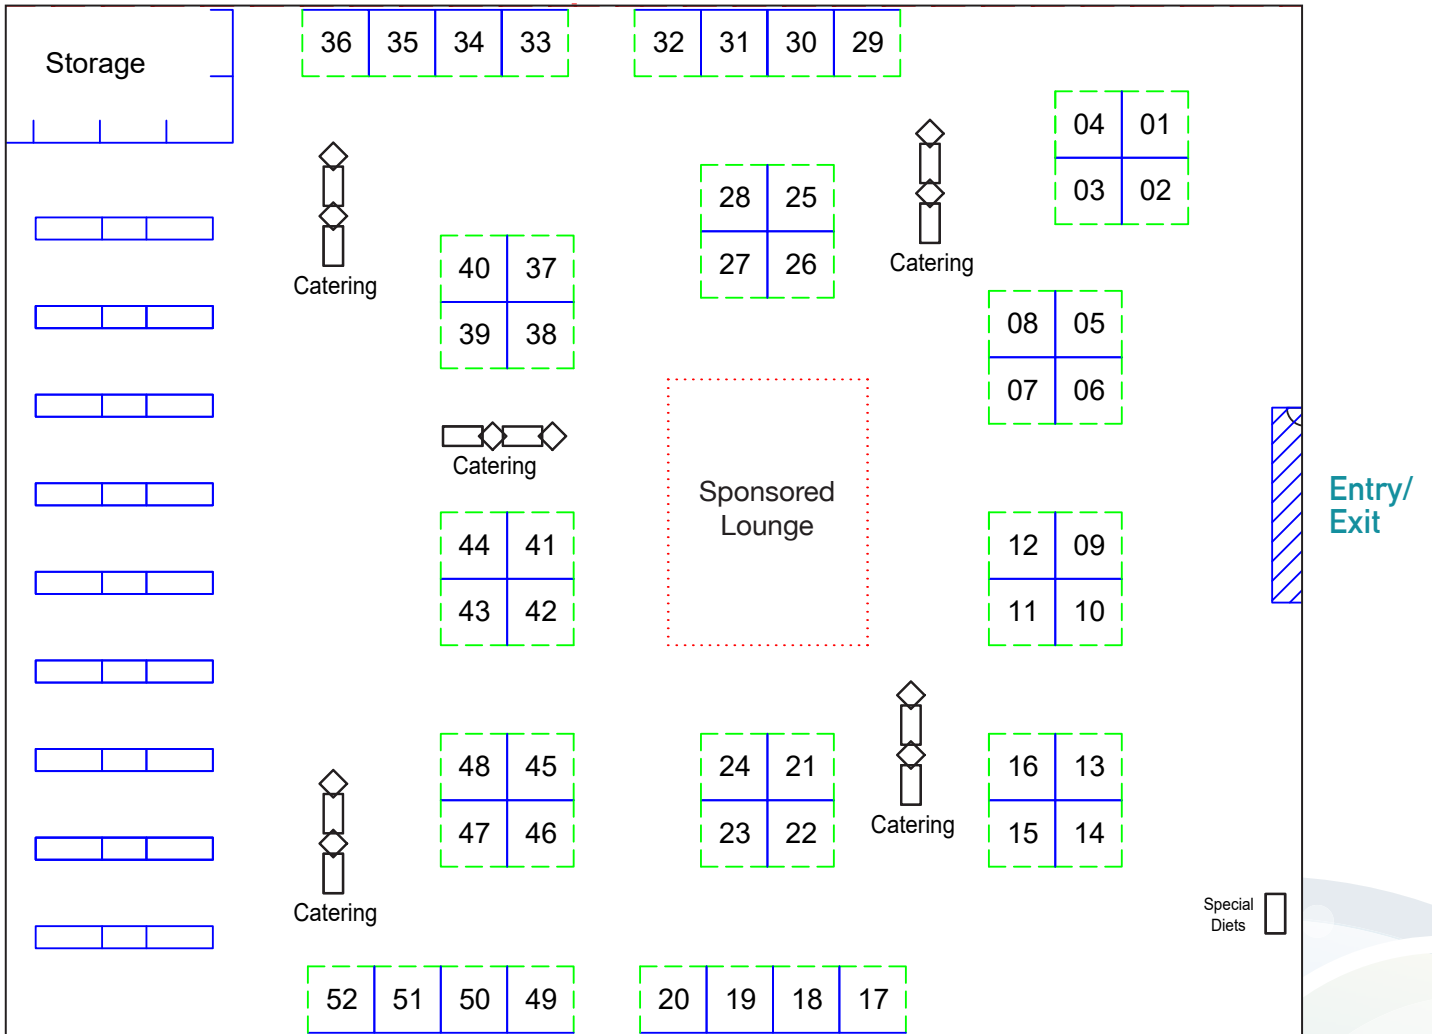 36 35 34 33
32 31 30 29
Storage
04 01
03 02
28 25
27 26
Catering
Catering
40 37
39 38
08 05
07 06
Catering
Sponsored
Lounge
Entry/
Exit
44 41
43 42
12 09
11 10
48 45
47 46
24 21
23 22
Catering
16 13
15 14
Catering
Special
Diets
52 51 50 49
20 19 18 17